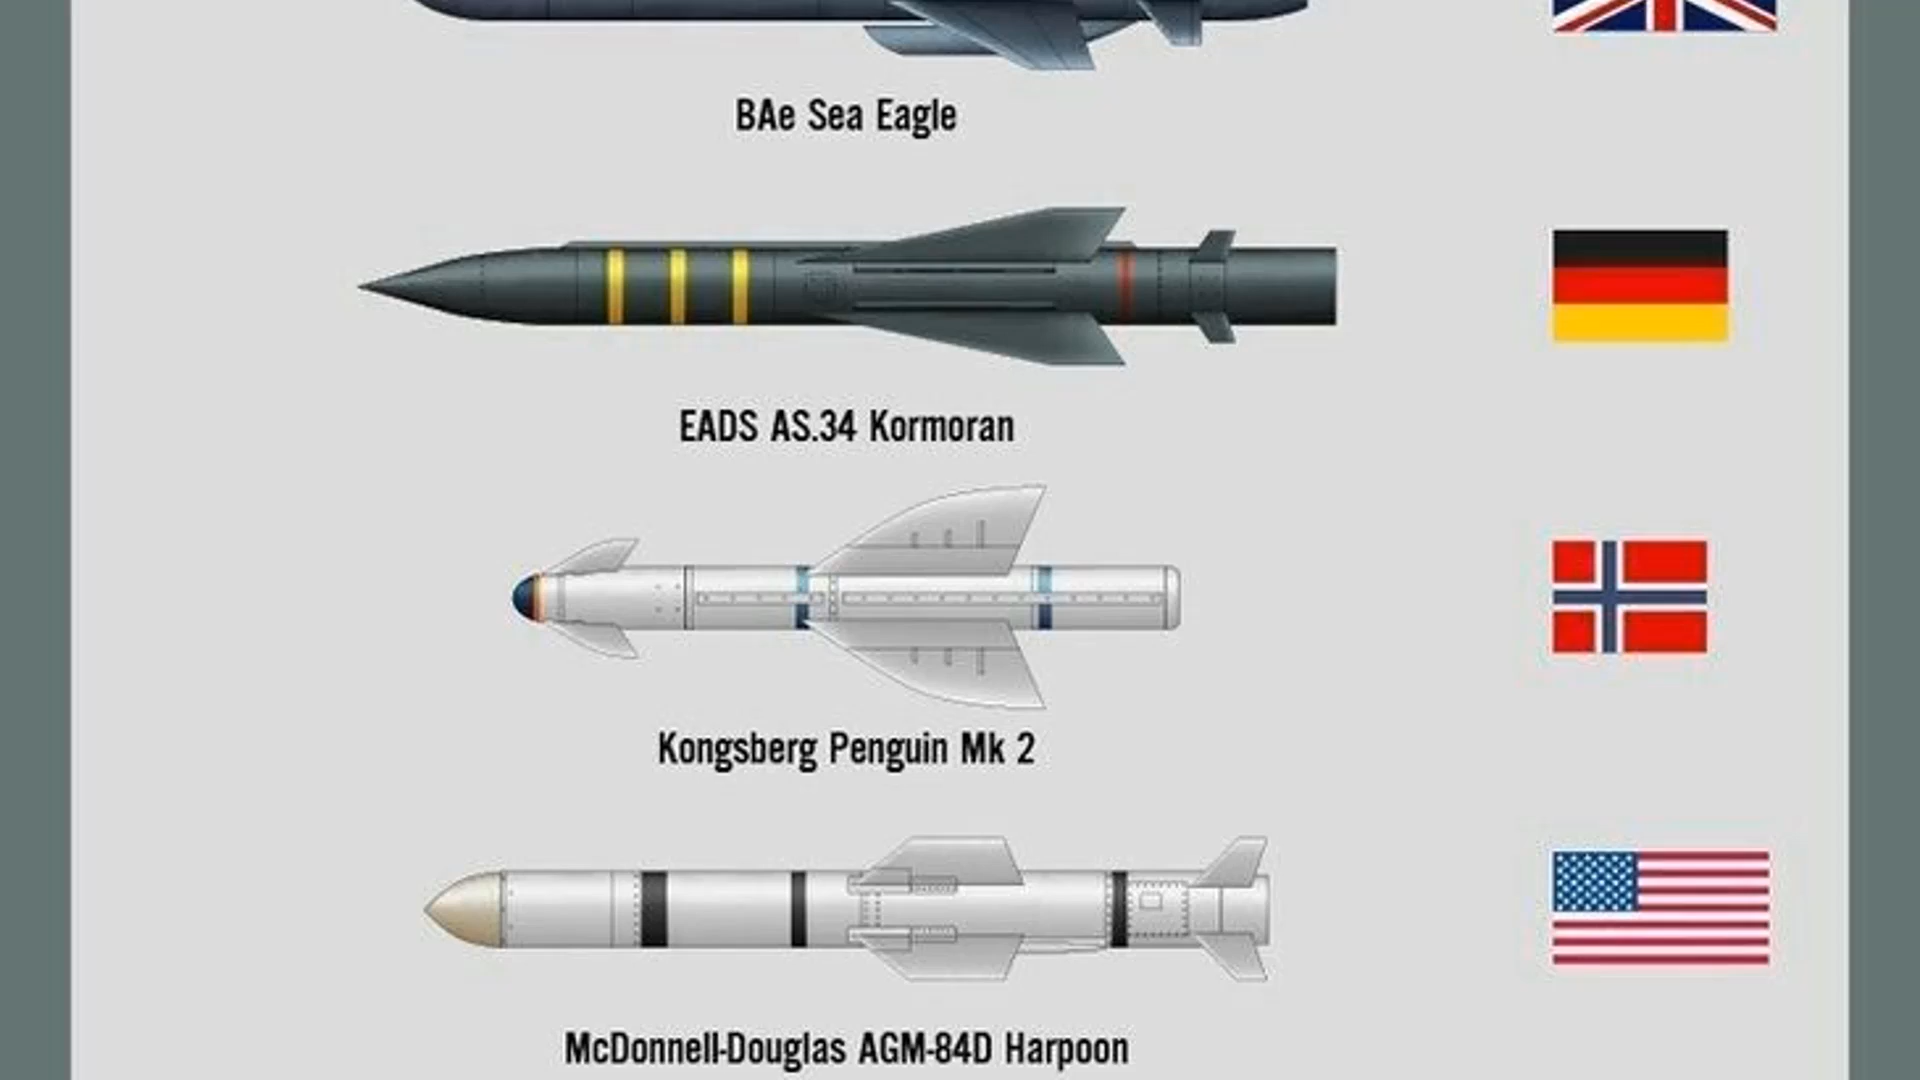 BAe Sea Eagle
EADS AS.34 Kormoran
Kongsberg Penguin Mk 2
McDonnell-Douglas AGM-84D Harpoon